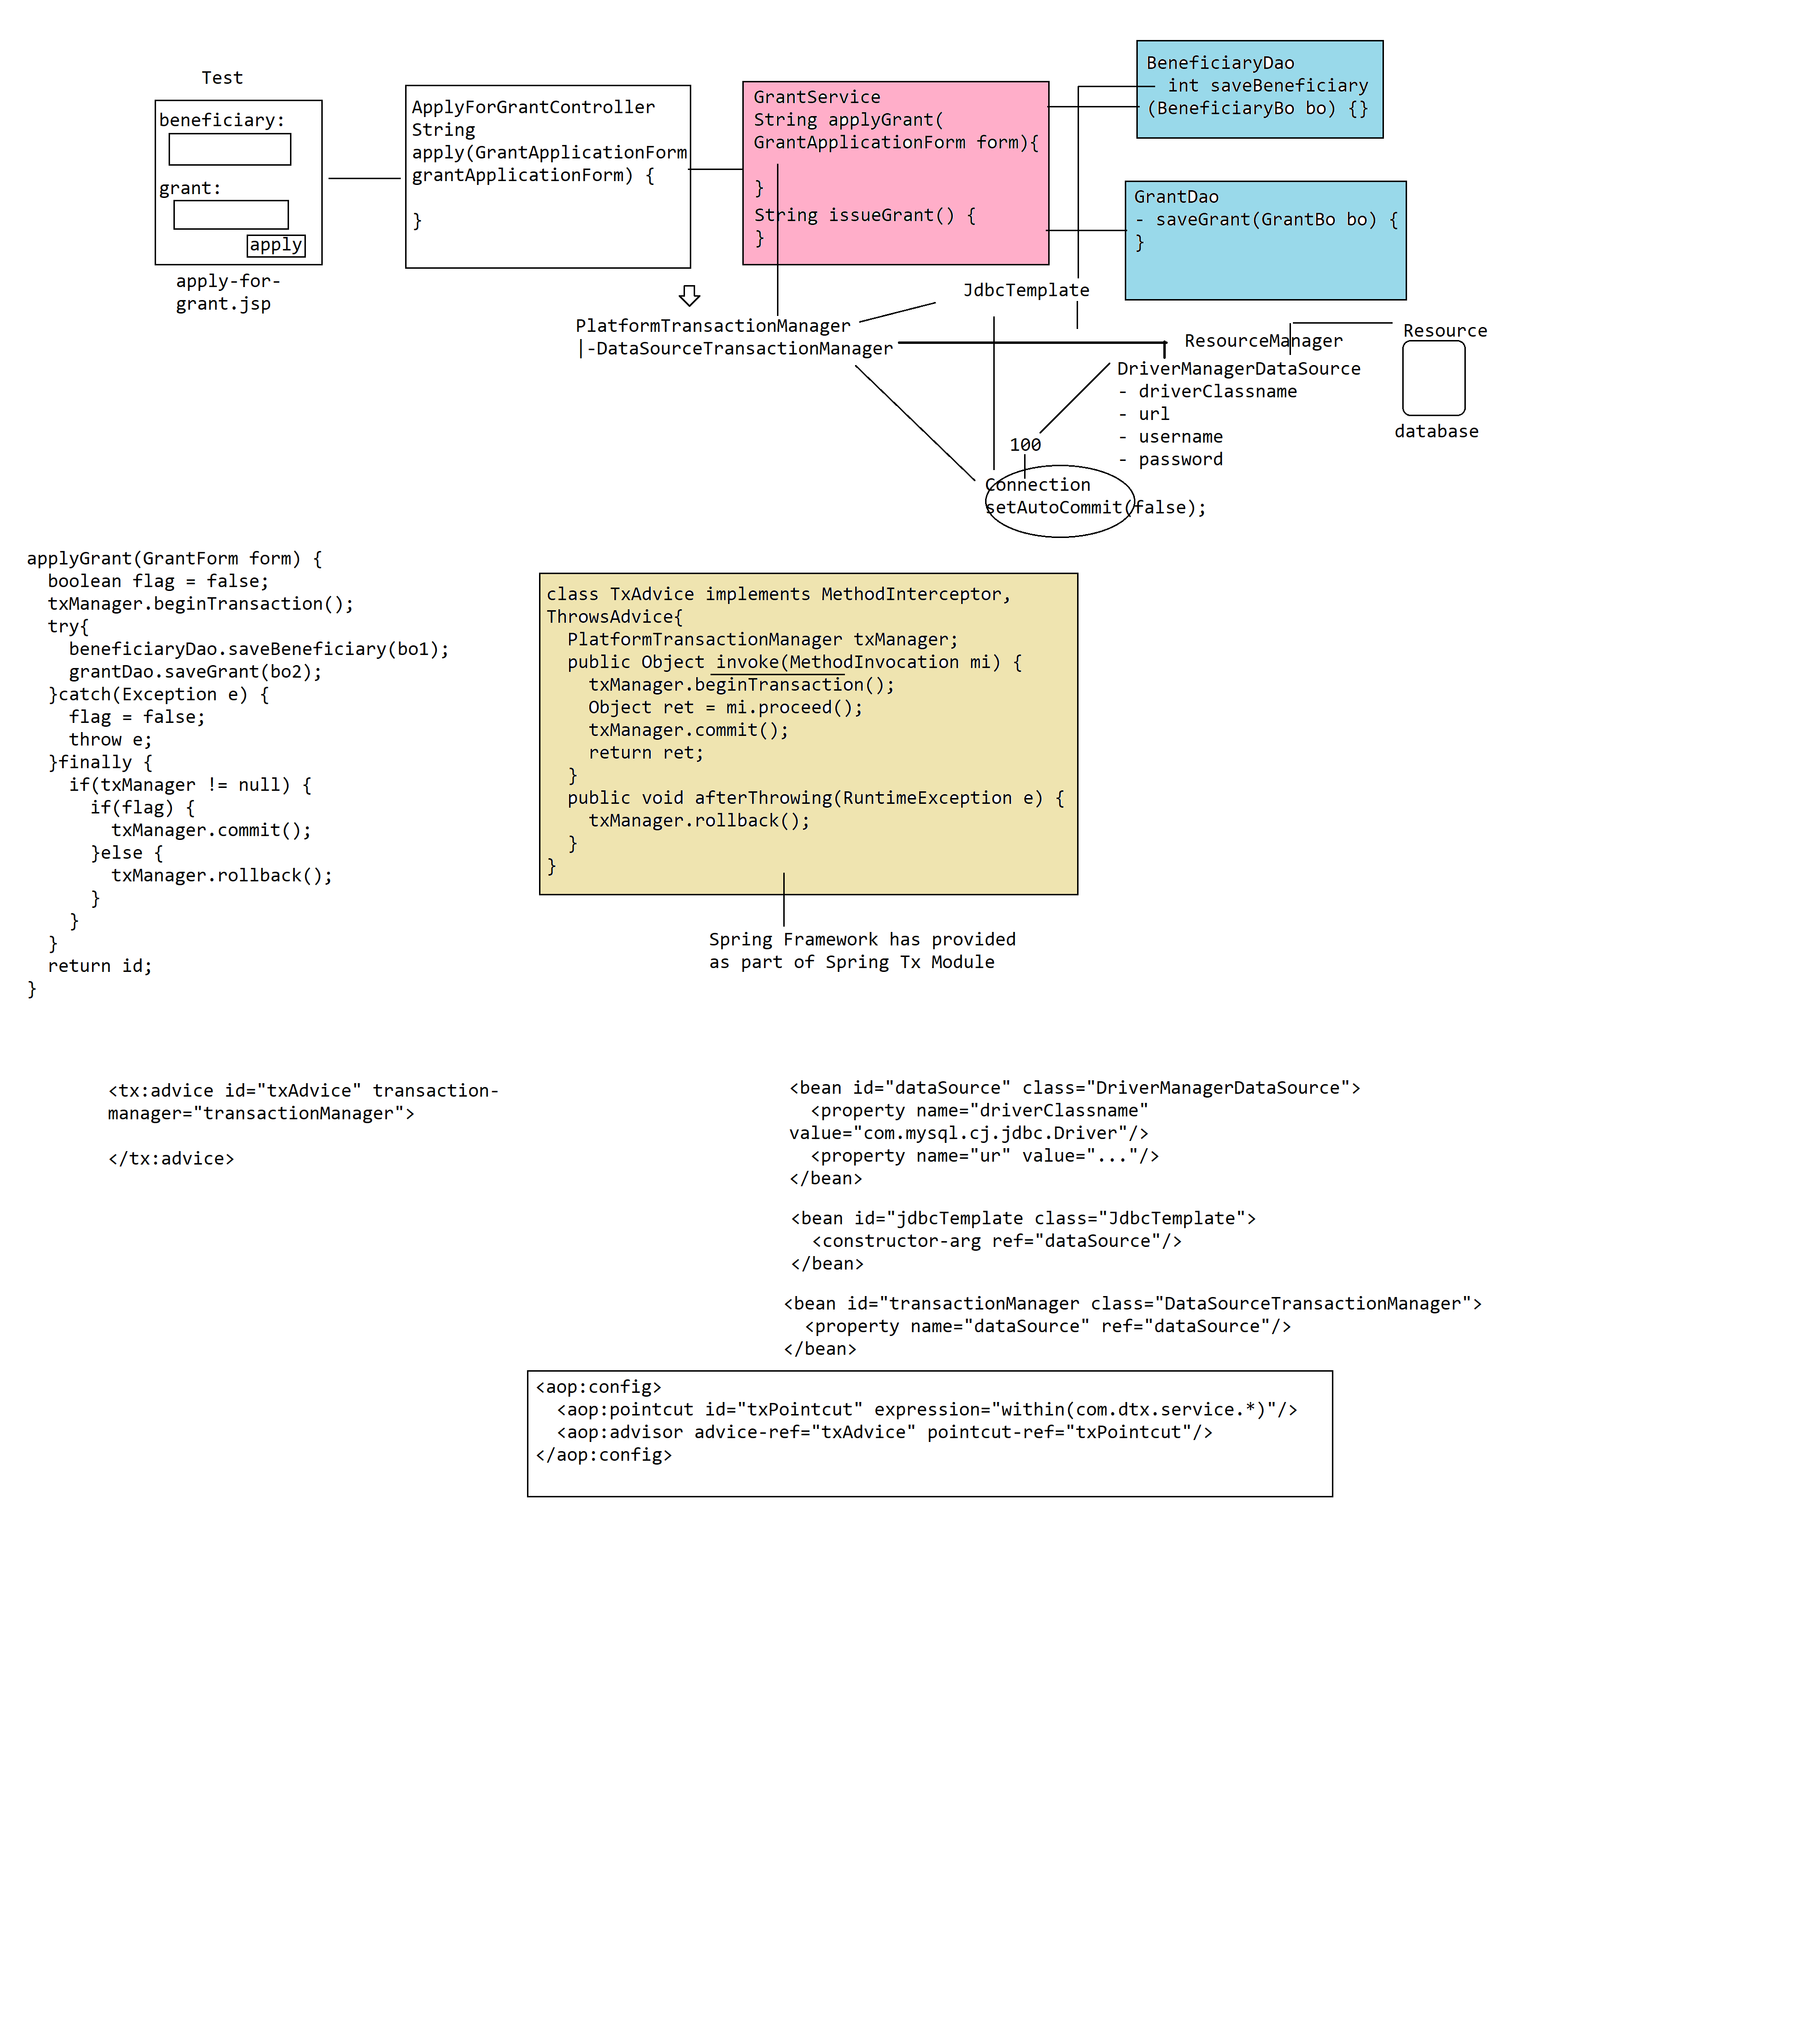 Test
beneficiary:
grant:
apply
apply-for-
grant.jsp
ApplyForGrantController
String
apply(GrantApplicationForm
grantApplicationForm) {
}
GrantService
String applyGrant(
GrantApplicationForm form){
}
String issueGrant() {
}
BeneficiaryDao
  int saveBeneficiary
(BeneficiaryBo bo) {}
GrantDao
- saveGrant(GrantBo bo) {
}
JdbcTemplate
PlatformTransactionManager
|-DataSourceTransactionManager
ResourceManager
Resource
DriverManagerDataSource
- driverClassname
- url
- username
- password
database
100
Connection
setAutoCommit(false);
applyGrant(GrantForm form) {
  boolean flag = false;
  txManager.beginTransaction();
  try{
    beneficiaryDao.saveBeneficiary(bo1);
    grantDao.saveGrant(bo2);
  }catch(Exception e) {
    flag = false;
    throw e;
  }finally {
    if(txManager != null) {
      if(flag) {
        txManager.commit();
      }else {
        txManager.rollback();
      }
    }
  }
  return id;
}
class TxAdvice implements MethodInterceptor,
ThrowsAdvice{
  PlatformTransactionManager txManager;
  public Object invoke(MethodInvocation mi) {
    txManager.beginTransaction();
    Object ret = mi.proceed();
    txManager.commit();
    return ret;
  }
  public void afterThrowing(RuntimeException e) {
    txManager.rollback();
  }
}
Spring Framework has provided
as part of Spring Tx Module
<tx:advice id="txAdvice" transaction-
manager="transactionManager">
</tx:advice>
<bean id="dataSource" class="DriverManagerDataSource">
  <property name="driverClassname"
value="com.mysql.cj.jdbc.Driver"/>
  <property name="ur" value="..."/>
</bean>
<bean id="jdbcTemplate class="JdbcTemplate">
  <constructor-arg ref="dataSource"/>
</bean>
<bean id="transactionManager class="DataSourceTransactionManager">
  <property name="dataSource" ref="dataSource"/>
</bean>
<aop:config>
  <aop:pointcut id="txPointcut" expression="within(com.dtx.service.*)"/>
  <aop:advisor advice-ref="txAdvice" pointcut-ref="txPointcut"/>
</aop:config>